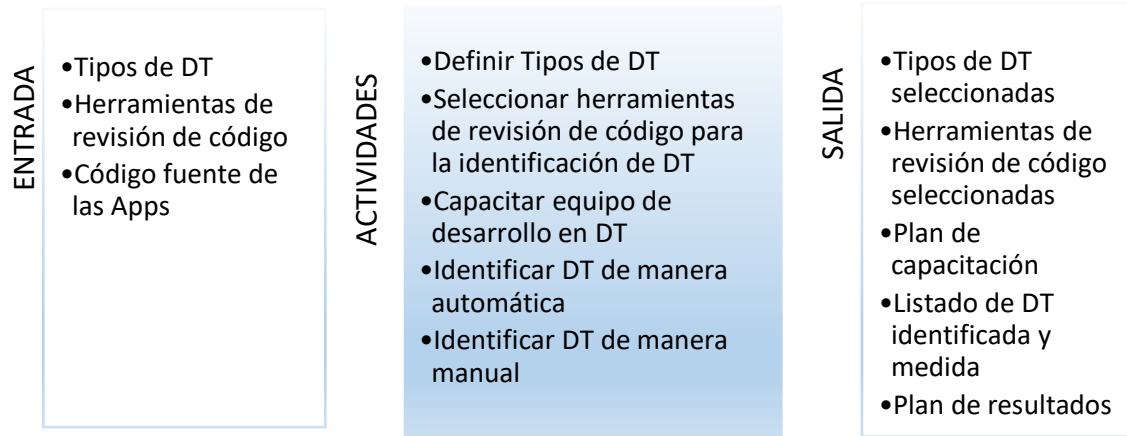 ENTRADA
•Tipos de DT
•Herramientas de
revisión de código
•Código fuente de
las Apps
ACTIVIDADES
•Definir Tipos de DT
•Seleccionar herramientas
de revisión de código para
la identificación de DT
•Capacitar equipo de
desarrollo en DT
•Identificar DT de manera
automática
•Identificar DT de manera
manual
SALIDA
•Tipos de DT
seleccionadas
•Herramientas de
revisión de código
seleccionadas
•Plan de
capacitación
•Listado de DT
identificada y
medida
•Plan de resultados